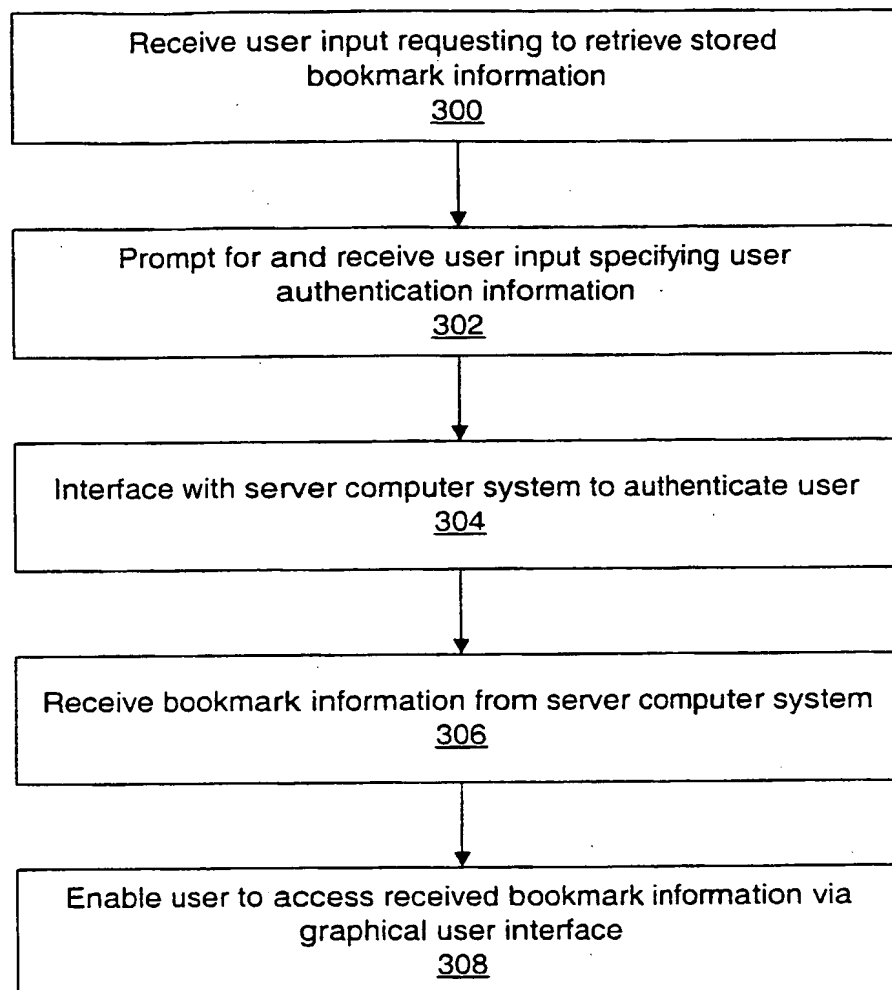 Receive user input requesting to retrieve stored
bookmark information
300
Prompt for and receive user input specifying user
authentication information
302
Interface with server computer system to authenticate user
304
Receive bookmark information from server computer system
306
Enable user to access received bookmark information via
graphical user interface
308